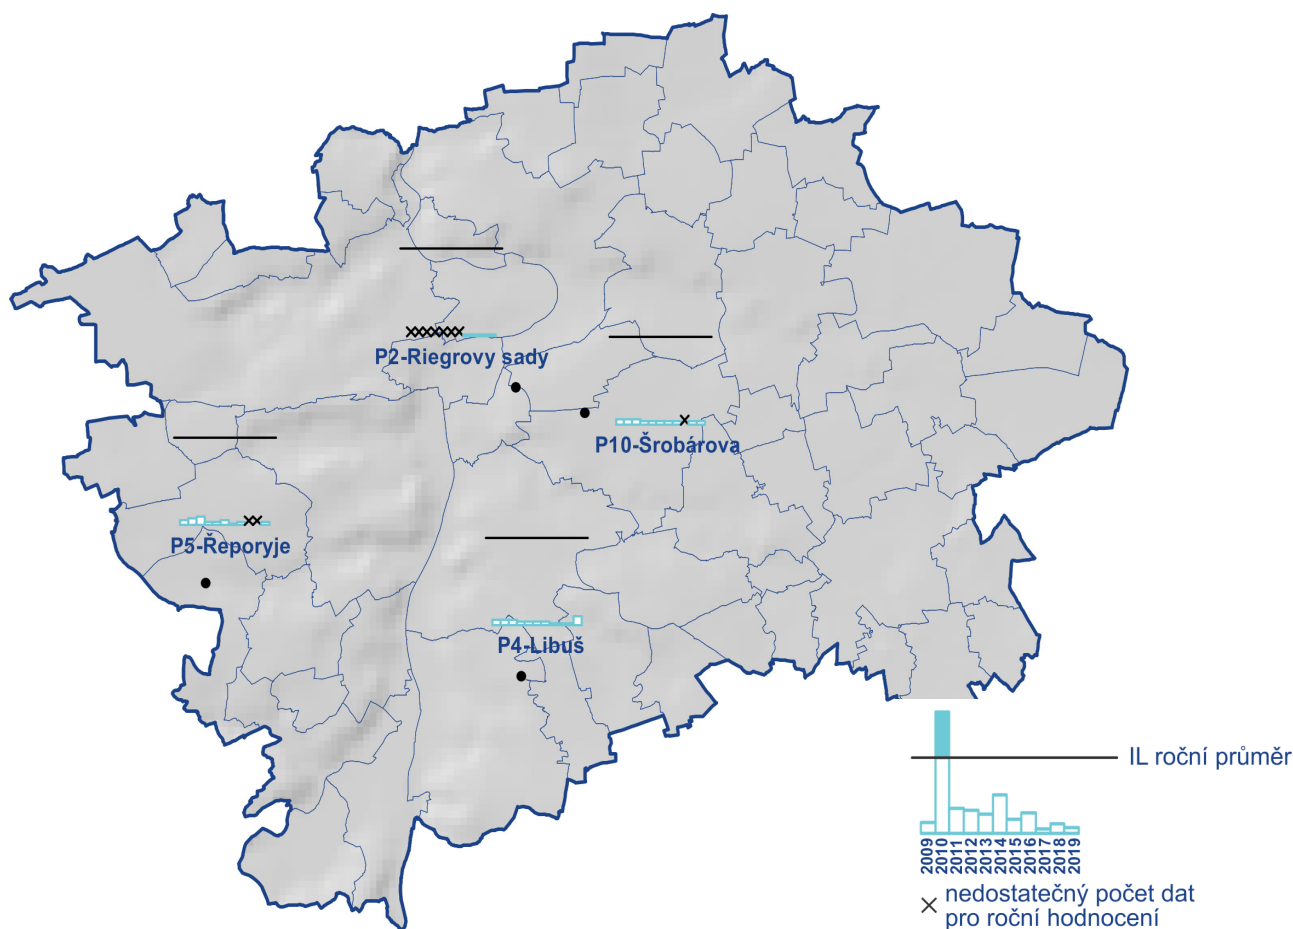 P2-Riegrovy sady
P10-Šrobárova
P5-Řeporyje
P4-Libuš
IL roční průměr
2009
2010
2011
2012
2013
2014
2015
2016
2017
2018
2019
nedostatečný počet dat
pro roční hodnocení